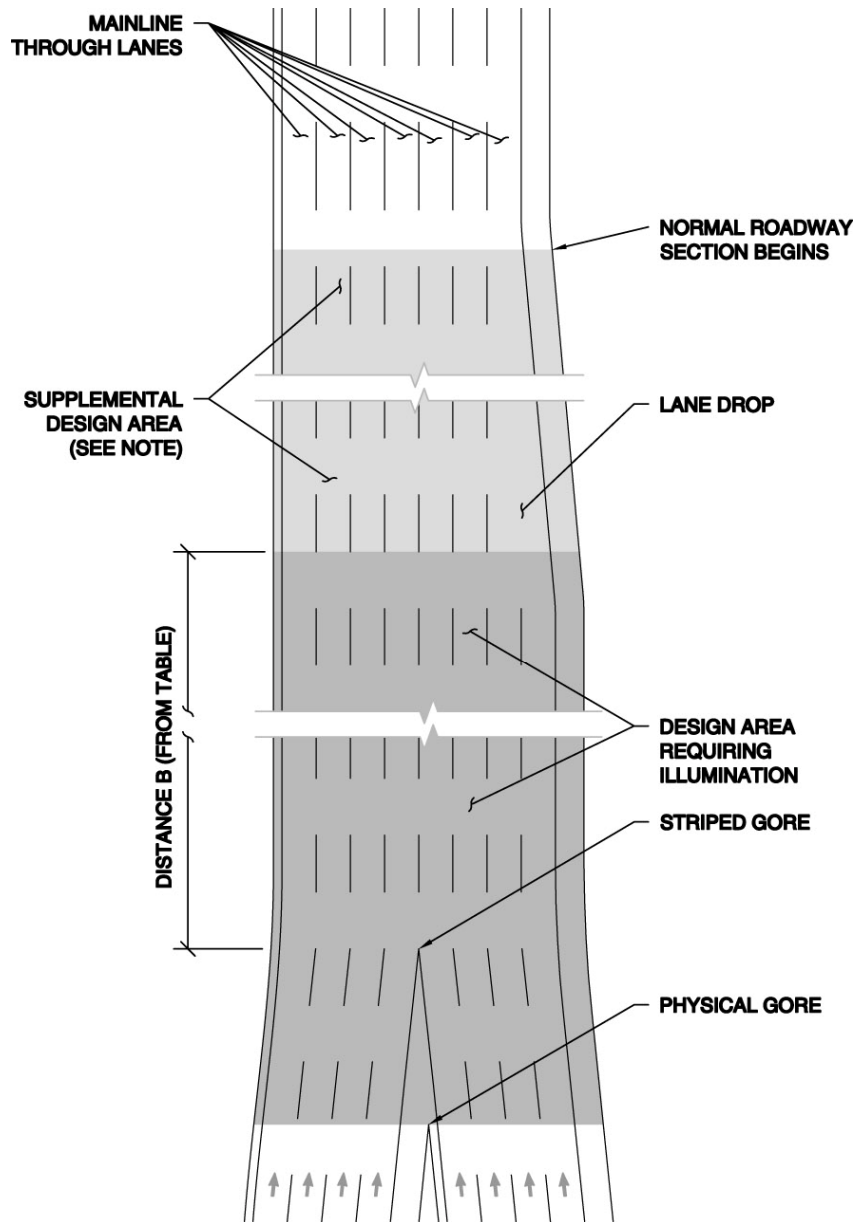 MAINLINE
THROUGH LANES
NORMAL ROADWAY
SECTION BEGINS
SUPPLEMENTAL
DESIGN AREA
(SEE NOTE)
LANE DROP
DISTANCE B (FROM TABLE)
DESIGN AREA
REQUIRING
ILLUMINATION
STRIPED GORE
PHYSICAL GORE